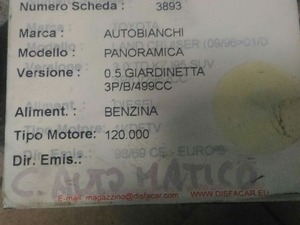 Numero Scheda : 3893
Marca : AUTOBIANCHI
Modello : PANORAMICA
Versione : 0.5 GIARDINETTA
3P/B/499CC
Aliment. : BENZINA
Tipo Motore: 120.000
Dir. Emis.:
C. AUTOMATICO
E-mail: magazzino@disfacar.com WWW.DISFACAR.EU